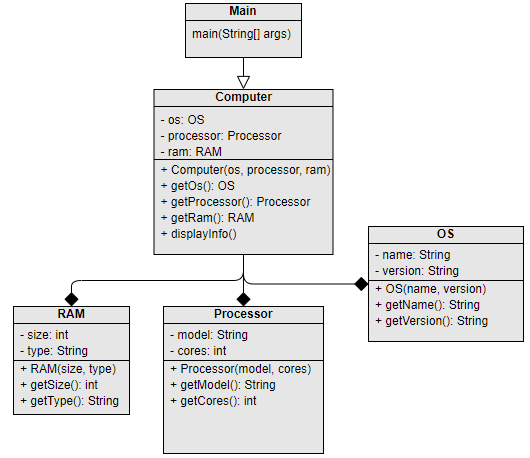 Main
main(String[] args)
Computer
- os: OS
- processor: Processor
- ram: RAM
+ Computer(os, processor, ram)
+ getOs(): OS
+ getProcessor(): Processor
+ getRam(): RAM
+ displayInfo()
OS
- name: String
- version: String
+ OS(name, version)
+ getName(): String
+ getVersion(): String
RAM
- size: int
- type: String
+ RAM(size, type)
+ getSize(): int
+ getType(): String
Processor
- model: String
- cores: int
+ Processor(model, cores)
+ getModel(): String
+ getCores(): int